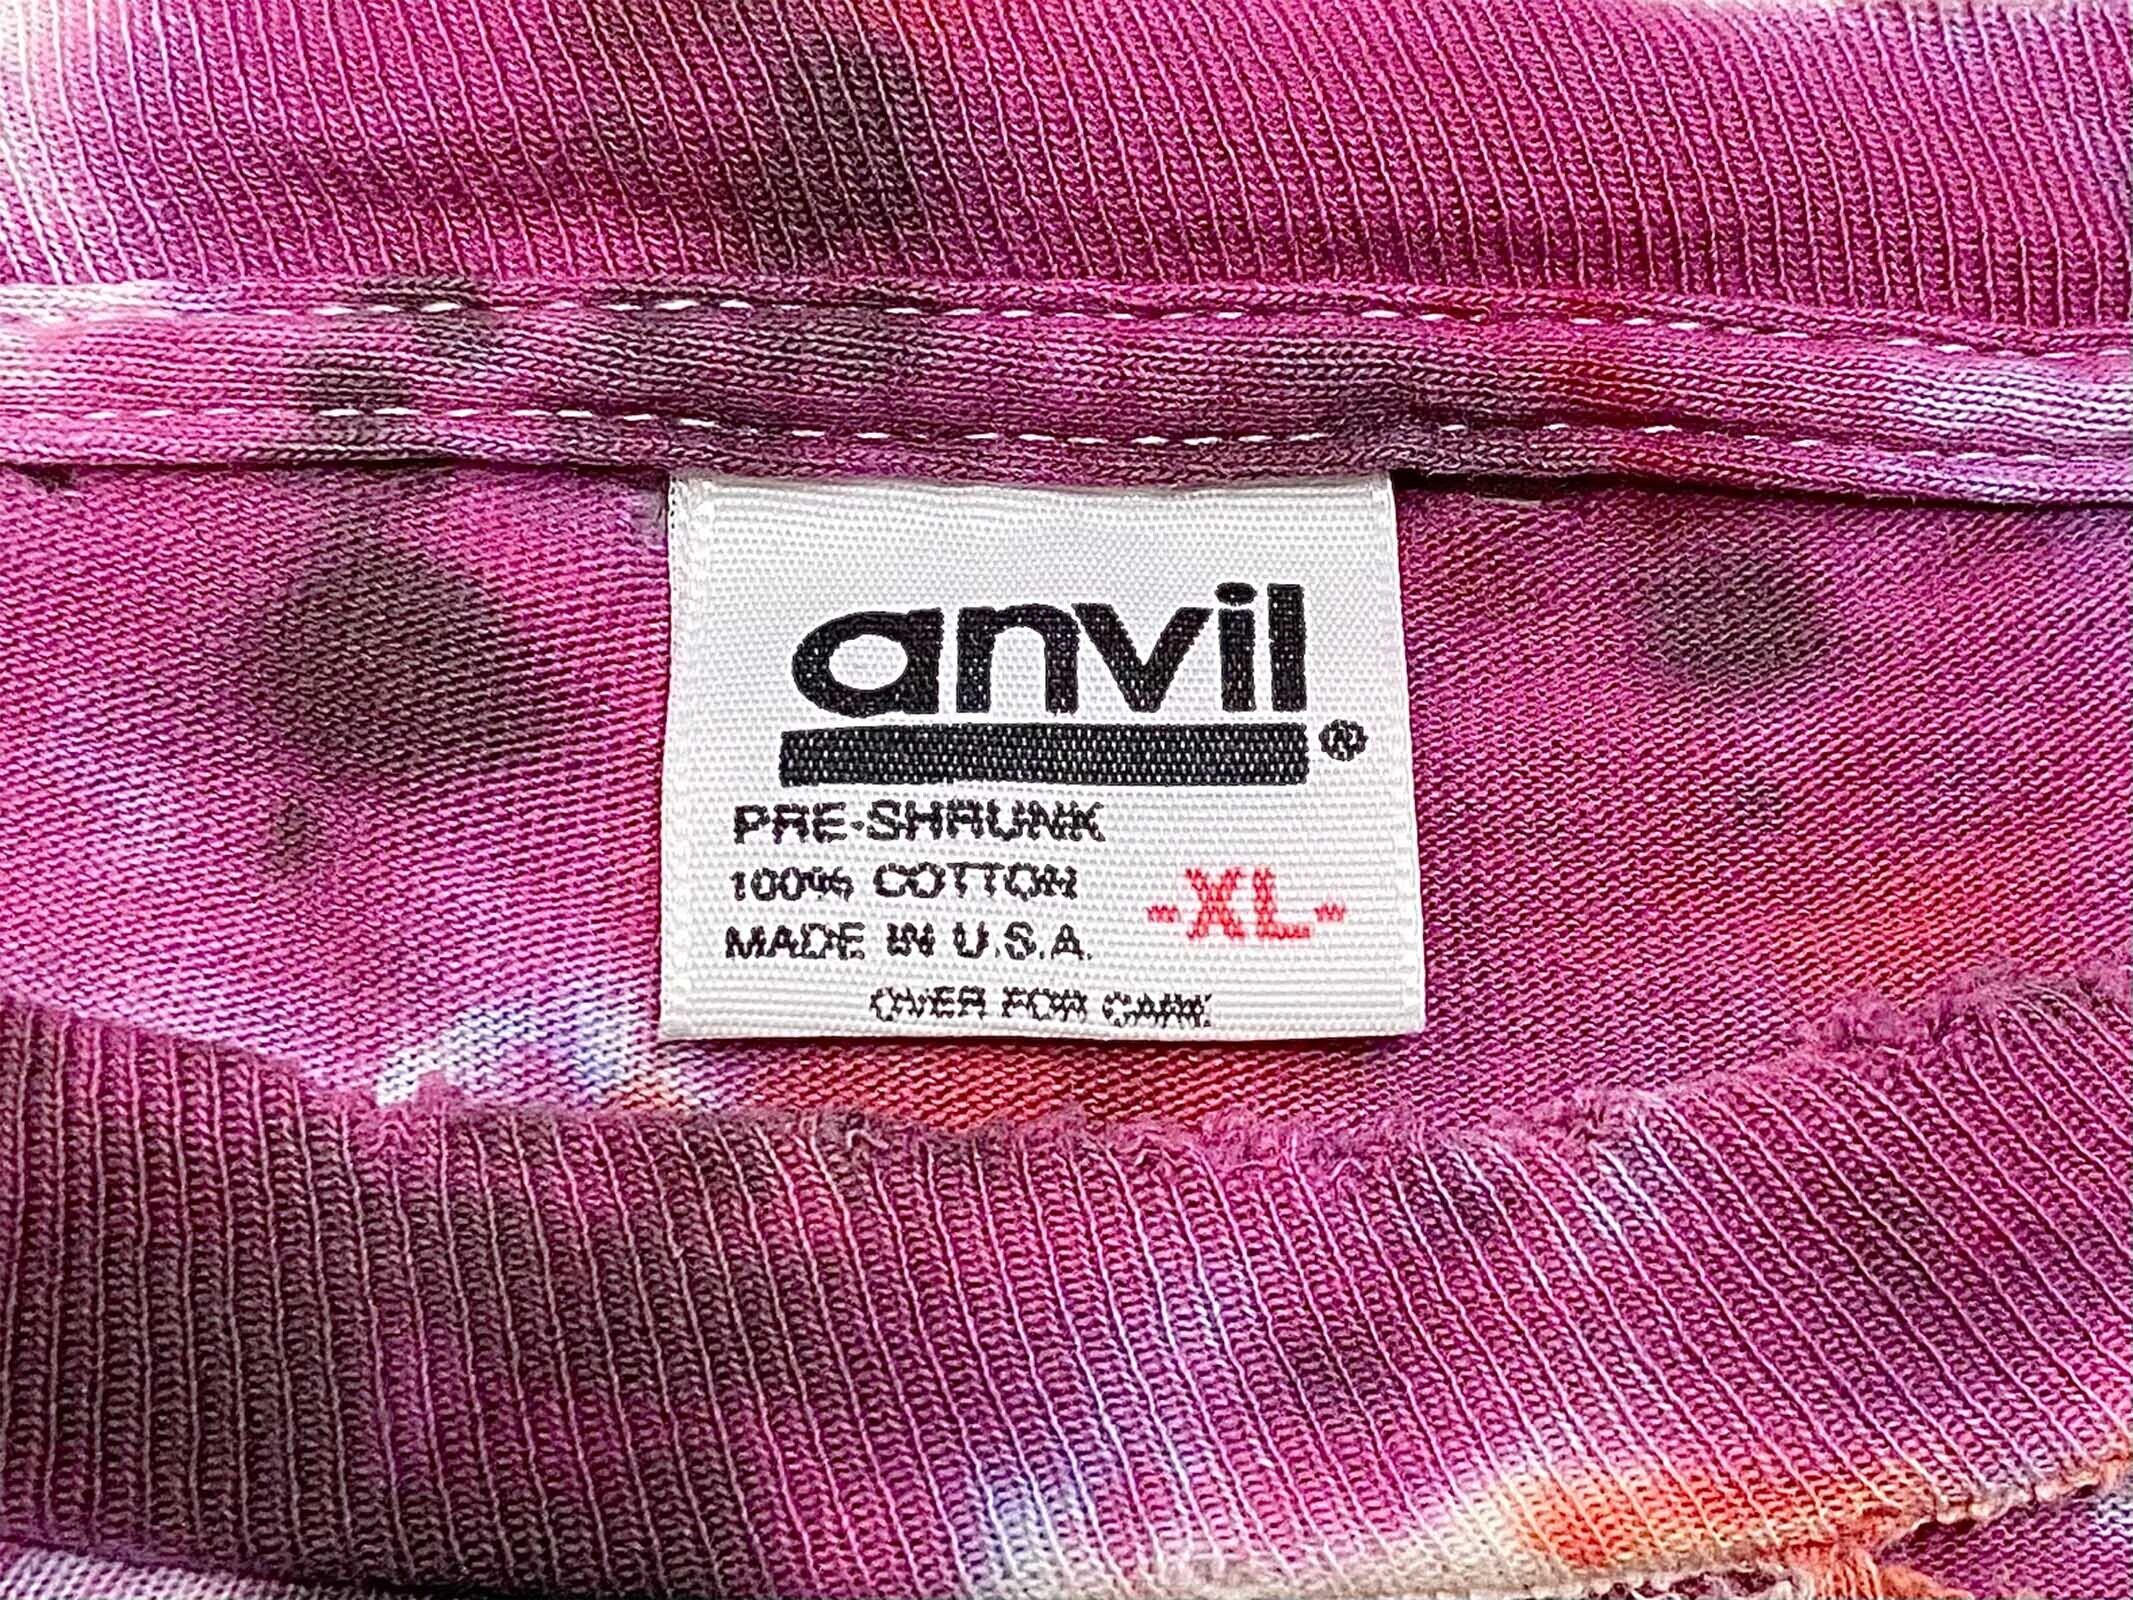 anvil®
PRE-SHRUNK
100% COTTON
-XL-
MADE IN U.S.A.
OVER FOR CARE